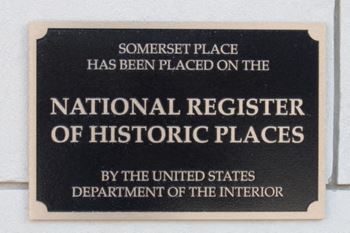 SOMERSET PLACE
HAS BEEN PLACED ON THE
NATIONAL REGISTER
OF HISTORIC PLACES
BY THE UNITED STATES
DEPARTMENT OF THE INTERIOR